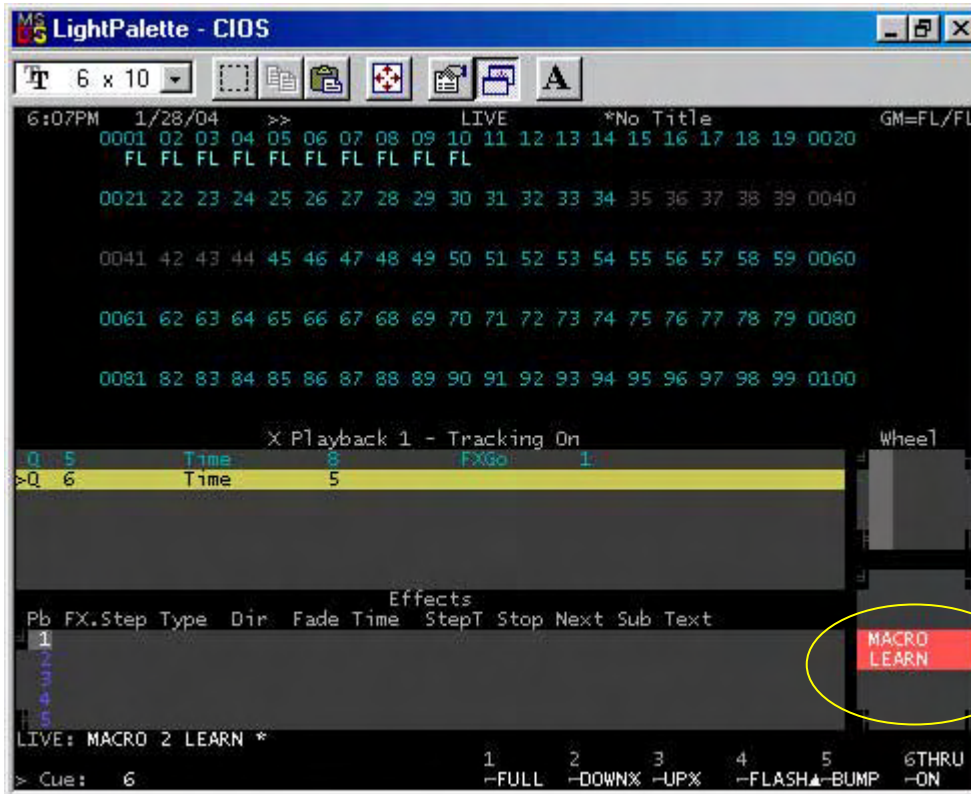 LightPalette - CIOS
6 x 10
A
6:07PM 1/28/04 >> LIVE *No Title GM=FL/FL
0001 02 03 04 05 06 07 08 09 10 11 12 13 14 15 16 17 18 19 0020
FL FL FL FL FL FL FL FL FL FL
0021 22 23 24 25 26 27 28 29 30 31 32 33 34 35 36 37 38 39 0040
0041 42 43 44 45 46 47 48 49 50 51 52 53 54 55 56 57 58 59 0060
0061 62 63 64 65 66 67 68 69 70 71 72 73 74 75 76 77 78 79 0080
0081 82 83 84 85 86 87 88 89 90 91 92 93 94 95 96 97 98 99 0100
X Playback 1 - Tracking On Wheel
Q 5 Time 8 FXGo 1
>Q 6 Time 5
Effects
Pb FX.Step Type Dir Fade Time StepT Stop Next Sub Text
1
2
3
4
5
MACRO
LEARN
LIVE: MACRO 2 LEARN *
1 2 3 4 5 6THRU
> Cue: 6 ⌐FULL ⌐DOWN% ⌐UP% ⌐FLASH▲⌐BUMP ⌐ON